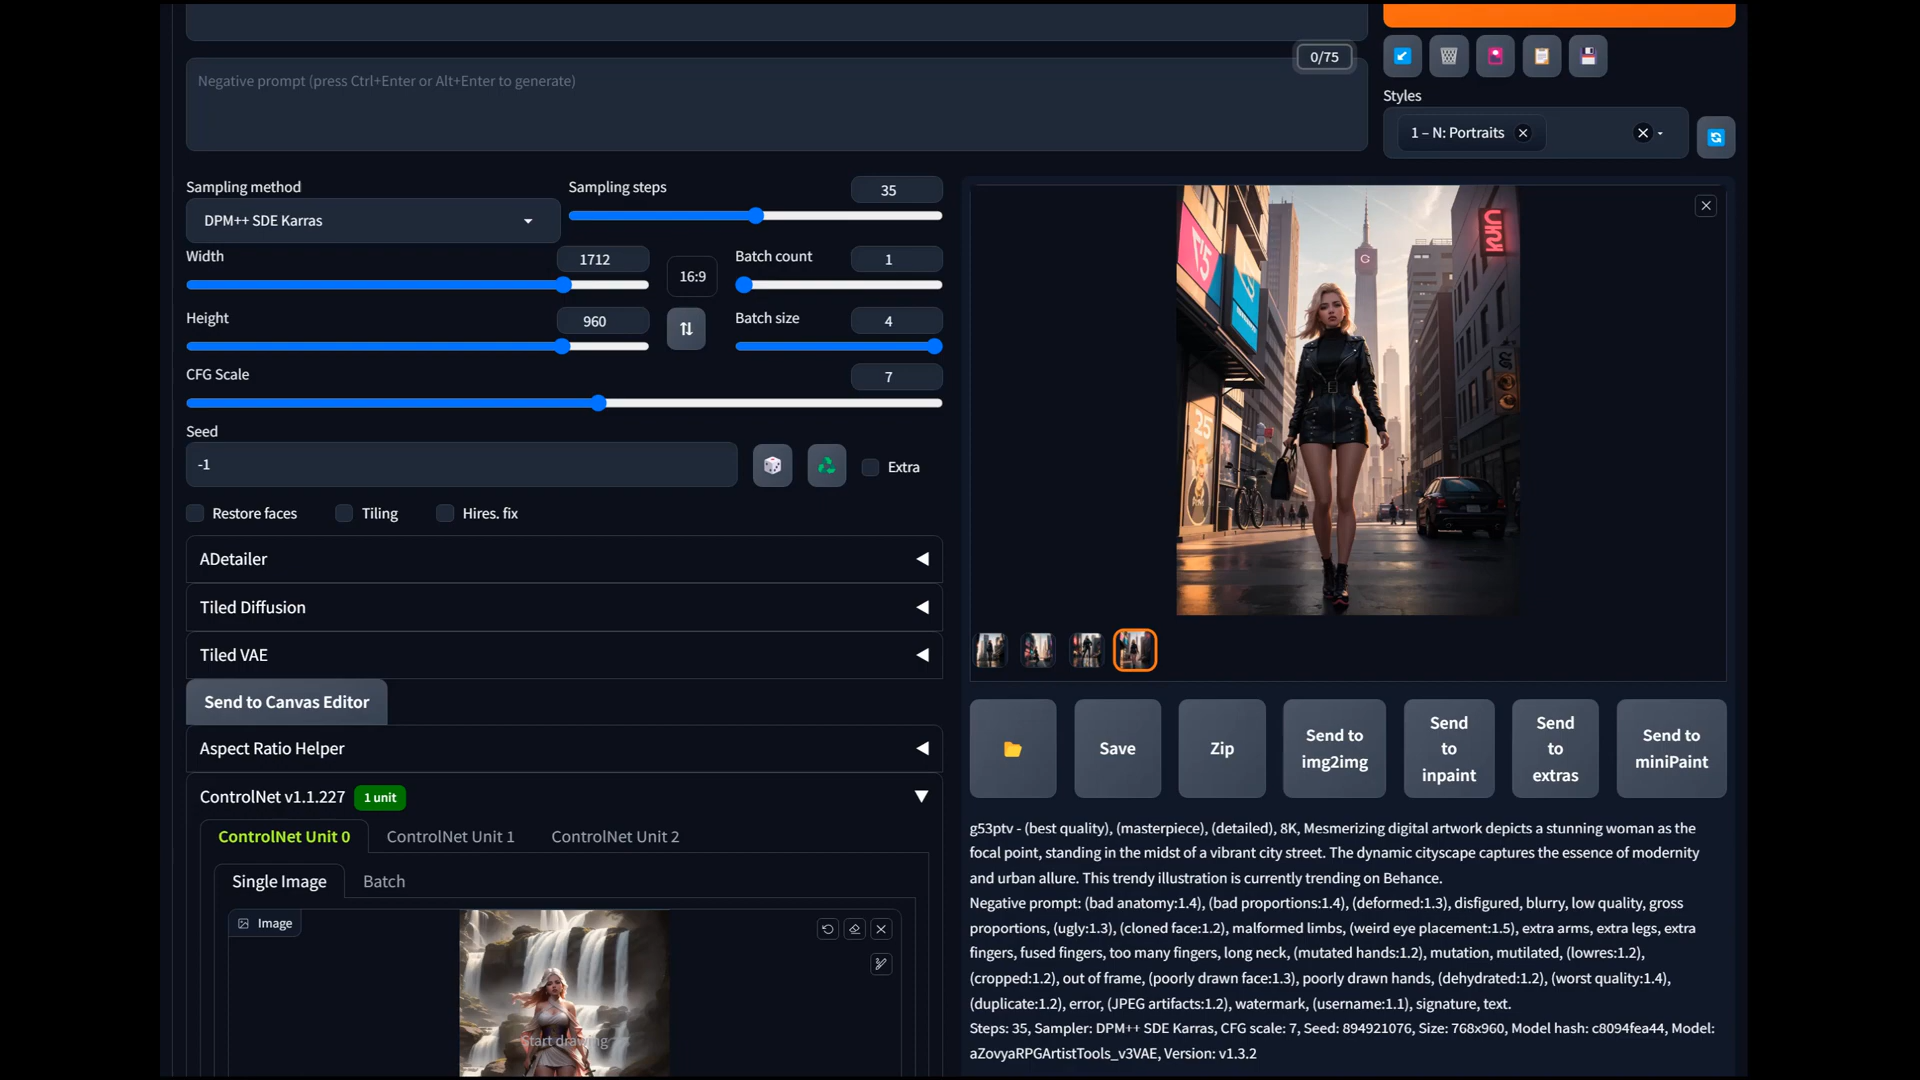 0/75
Negative prompt (press Ctrl+Enter or Alt+Enter to generate)
Styles
1 – N: Portraits
Sampling method
DPM++ SDE Karras
Sampling steps
35
Width
1712
16:9
Batch count
1
Height
960
Batch size
4
CFG Scale
7
Seed
-1
Extra
Restore faces
Tiling
Hires. fix
ADetailer
Tiled Diffusion
Tiled VAE
Send to Canvas Editor
Aspect Ratio Helper
ControlNet v1.1.227
1 unit
ControlNet Unit 0
ControlNet Unit 1
ControlNet Unit 2
Single Image
Batch
Image
Start drawing
25
Save
Zip
Send to
img2img
Send
to
inpaint
Send
to
extras
Send to
miniPaint
g53ptv - (best quality), (masterpiece), (detailed), 8K, Mesmerizing digital artwork depicts a stunning woman as the
focal point, standing in the midst of a vibrant city street. The dynamic cityscape captures the essence of modernity
and urban allure. This trendy illustration is currently trending on Behance.
Negative prompt: (bad anatomy:1.4), (bad proportions:1.4), (deformed:1.3), disfigured, blurry, low quality, gross
proportions, (ugly:1.3), (cloned face:1.2), malformed limbs, (weird eye placement:1.5), extra arms, extra legs, extra
fingers, fused fingers, too many fingers, long neck, (mutated hands:1.2), mutation, mutilated, (lowres:1.2),
(cropped:1.2), out of frame, (poorly drawn face:1.3), poorly drawn hands, (dehydrated:1.2), (worst quality:1.4),
(duplicate:1.2), error, (JPEG artifacts:1.2), watermark, (username:1.1), signature, text.
Steps: 35, Sampler: DPM++ SDE Karras, CFG scale: 7, Seed: 894921076, Size: 768x960, Model hash: c8094fea44, Model:
aZovyaRPGArtistTools_v3VAE, Version: v1.3.2